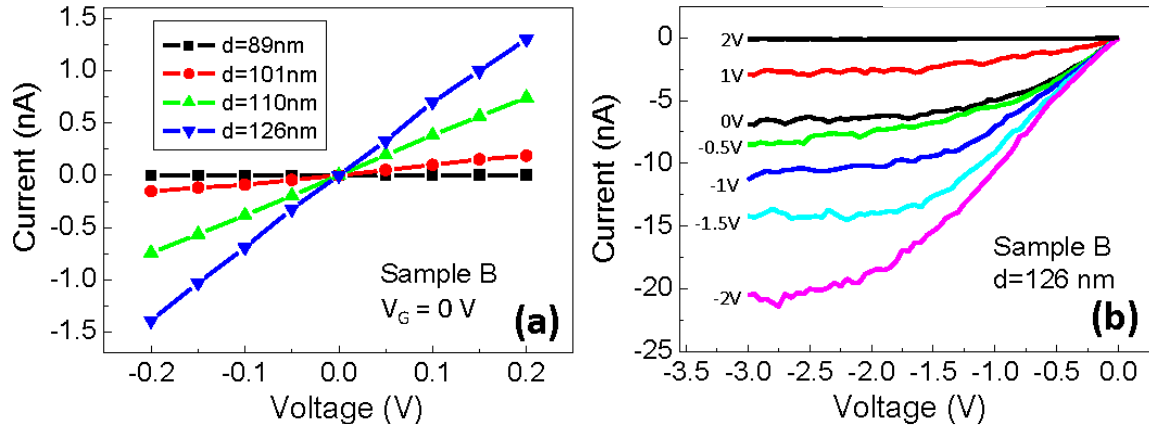 1.5
1.0
0.5
0.0
-0.5
-1.0
-1.5
Current (nA)
d=89nm
d=101nm
d=110nm
d=126nm
Sample B
V_G = 0 V
(a)
-0.2 -0.1 0.0 0.1 0.2
Voltage (V)
0
-5
-10
-15
-20
-25
Current (nA)
2V
1V
0V
-0.5V
-1V
-1.5V
-2V
Sample B
d=126 nm
(b)
-3.5 -3.0 -2.5 -2.0 -1.5 -1.0 -0.5 0.0
Voltage (V)